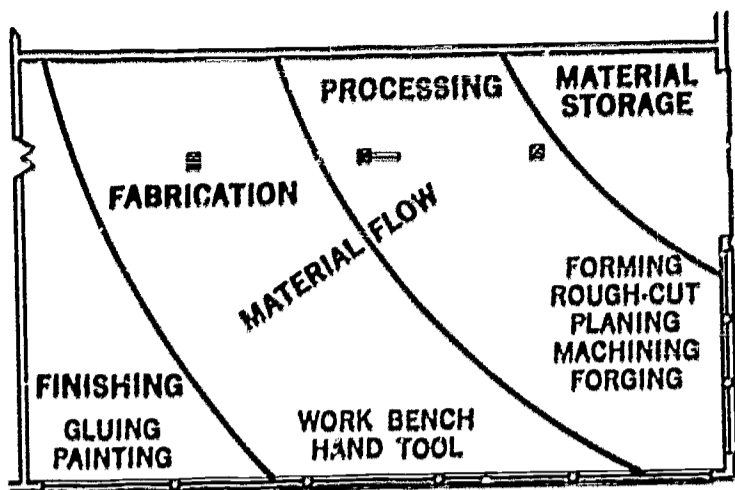 PROCESSING
MATERIAL
STORAGE
FABRICATION
MATERIAL FLOW
FORMING
ROUGH-CUT
PLANING
MACHINING
FORGING
FINISHING
GLUING
PAINTING
WORK BENCH
HAND TOOL